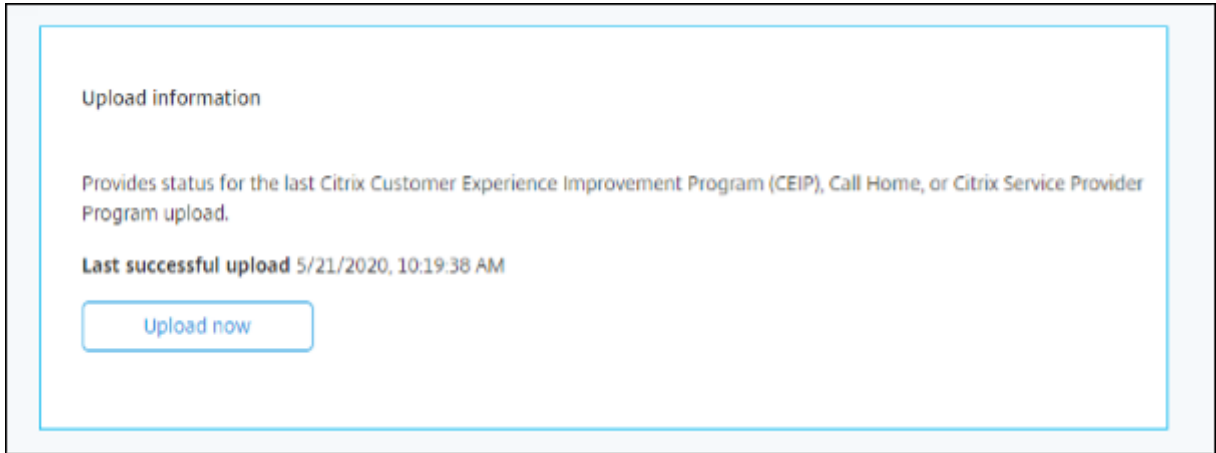 Upload information
Provides status for the last Citrix Customer Experience Improvement Program (CEIP), Call Home, or Citrix Service Provider
Program upload.
Last successful upload 5/21/2020, 10:19:38 AM
Upload now